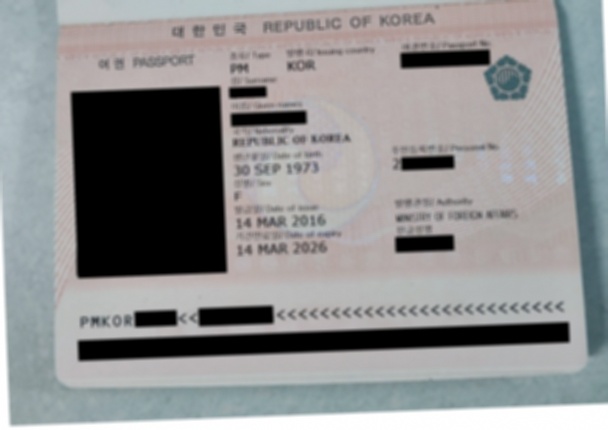 대한민국 REPUBLIC OF KOREA
여권 PASSPORT
종류/Type 발행국/Issuing country 여권번호/Passport No.
PM KOR
성/Surname
이름/Given names
국적/Nationality
REPUBLIC OF KOREA
생년월일/Date of birth 주민등록번호/Personal No.
30 SEP 1973 2
성별/Sex
F
발급일/Date of issue 발행관청/Authority
14 MAR 2016 MINISTRY OF FOREIGN AFFAIRS
기간만료일/Date of expiry 한글성명
14 MAR 2026
PMKOR <<  <<<<<<<<<<<<<<<<<<<<<<<<<<<<